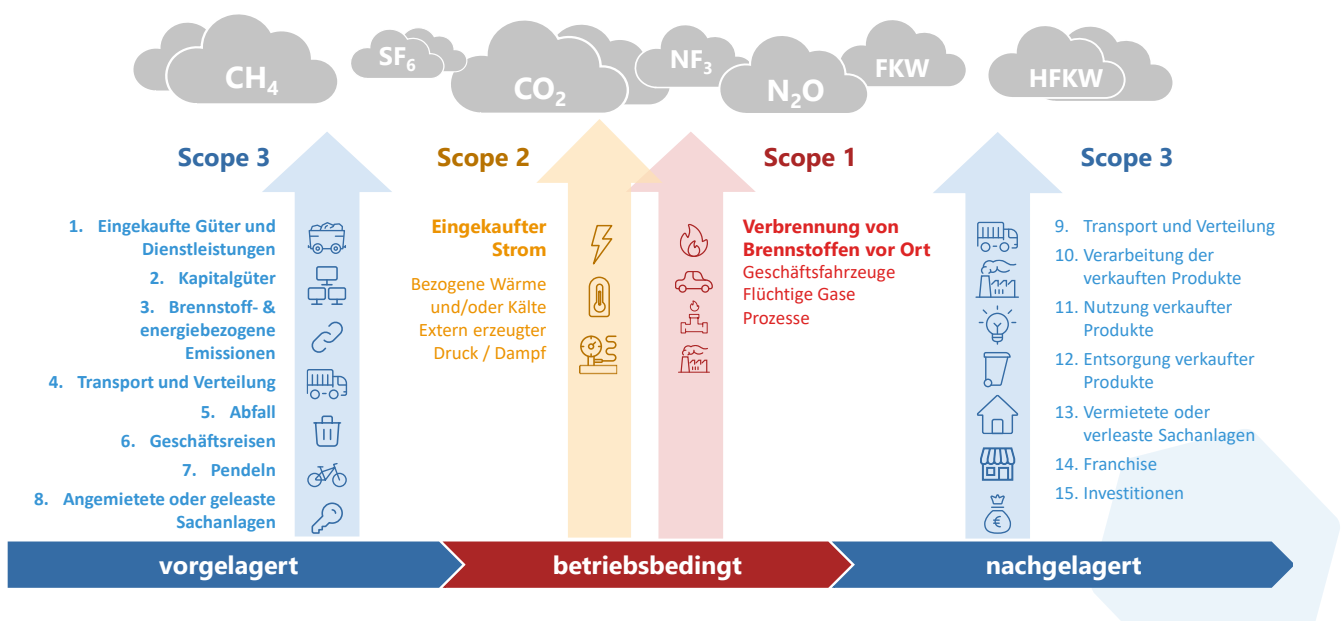 CH₄
SF₆
CO₂
NF₃
N₂O
FKW
HFKW
Scope 3
1. Eingekaufte Güter und
Dienstleistungen
2. Kapitalgüter
3. Brennstoff- &
energiebezogene
Emissionen
4. Transport und Verteilung
5. Abfall
6. Geschäftsreisen
7. Pendeln
8. Angemietete oder geleaste
Sachanlagen
Scope 2
Eingekaufter
Strom
Bezogene Wärme
und/oder Kälte
Extern erzeugter
Druck / Dampf
Scope 1
Verbrennung von
Brennstoffen vor Ort
Geschäftsfahrzeuge
Flüchtige Gase
Prozesse
Scope 3
9. Transport und Verteilung
10. Verarbeitung der
verkauften Produkte
11. Nutzung verkaufter
Produkte
12. Entsorgung verkaufter
Produkte
13. Vermietete oder
verleaste Sachanlagen
14. Franchise
15. Investitionen
€
vorgelagert
betriebsbedingt
nachgelagert